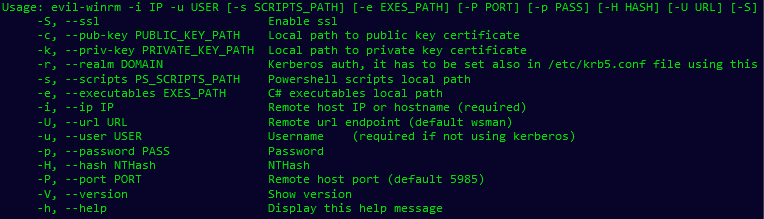 Usage: evil-winrm -i IP -u USER [-s SCRIPTS_PATH] [-e EXES_PATH] [-P PORT] [-p PASS] [-H HASH] [-U URL] [-S]
-S, --ssl Enable ssl
-c, --pub-key PUBLIC_KEY_PATH Local path to public key certificate
-k, --priv-key PRIVATE_KEY_PATH Local path to private key certificate
-r, --realm DOMAIN Kerberos auth, it has to be set also in /etc/krb5.conf file using this
-s, --scripts PS_SCRIPTS_PATH Powershell scripts local path
-e, --executables EXES_PATH C# executables local path
-i, --ip IP Remote host IP or hostname (required)
-U, --url URL Remote url endpoint (default wsman)
-u, --user USER Username (required if not using kerberos)
-p, --password PASS Password
-H, --hash NTHash NTHash
-P, --port PORT Remote host port (default 5985)
-V, --version Show version
-h, --help Display this help message